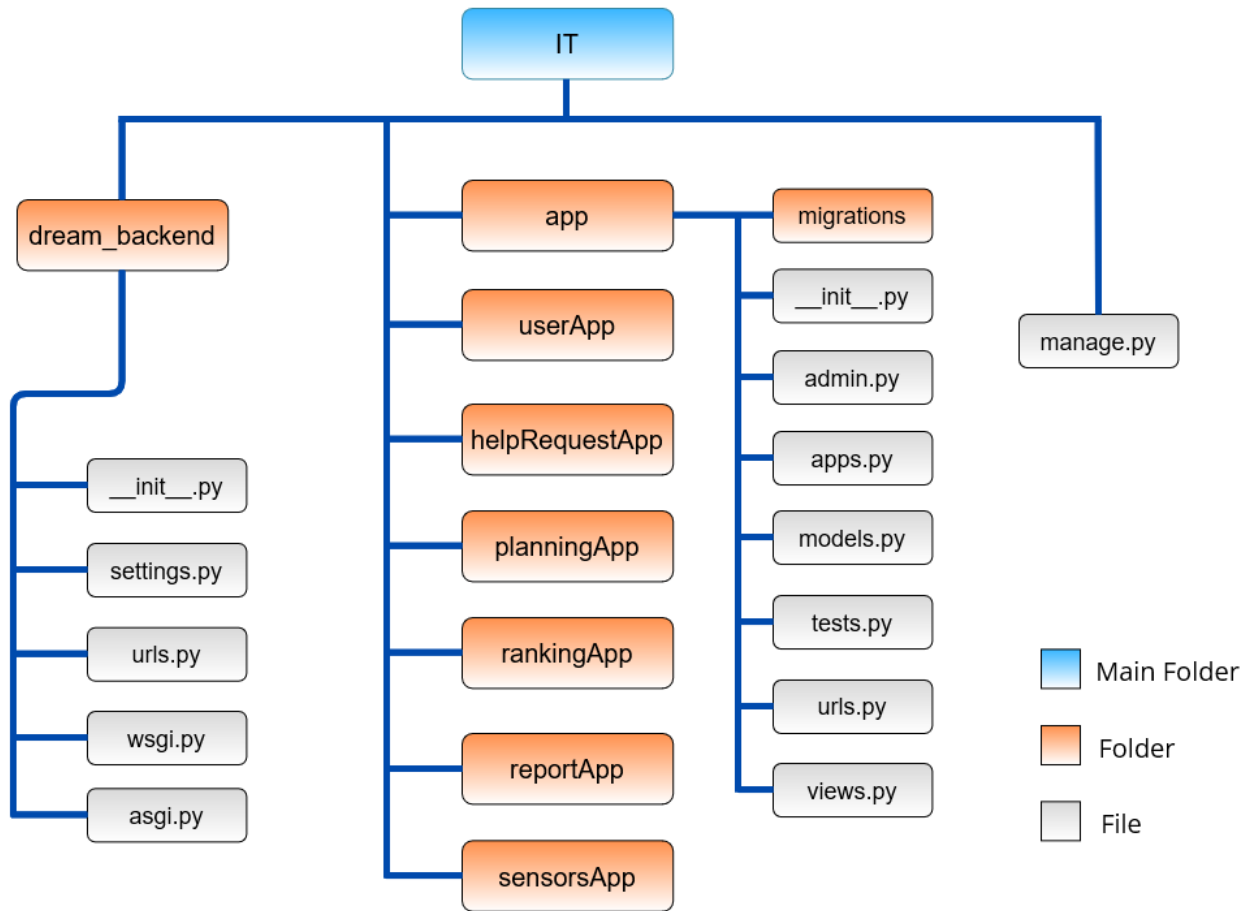 IT
dream_backend
__init__.py
settings.py
urls.py
wsgi.py
asgi.py
app
userApp
helpRequestApp
planningApp
rankingApp
reportApp
sensorsApp
migrations
__init__.py
admin.py
apps.py
models.py
tests.py
urls.py
views.py
manage.py
Main Folder
Folder
File